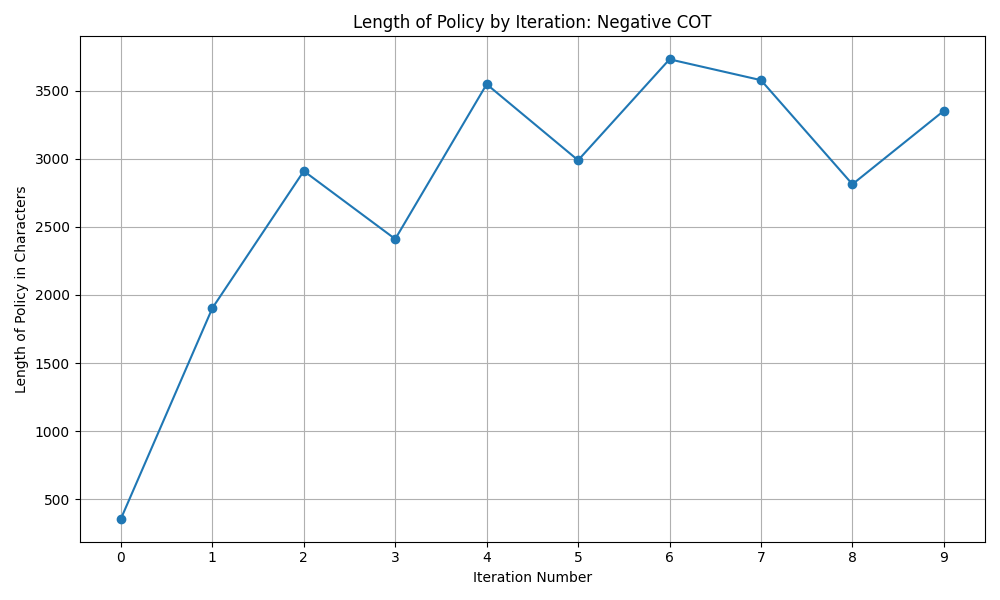 Length of Policy by Iteration: Negative COT
Length of Policy in Characters
3500
3000
2500
2000
1500
1000
500
0 1 2 3 4 5 6 7 8 9
Iteration Number